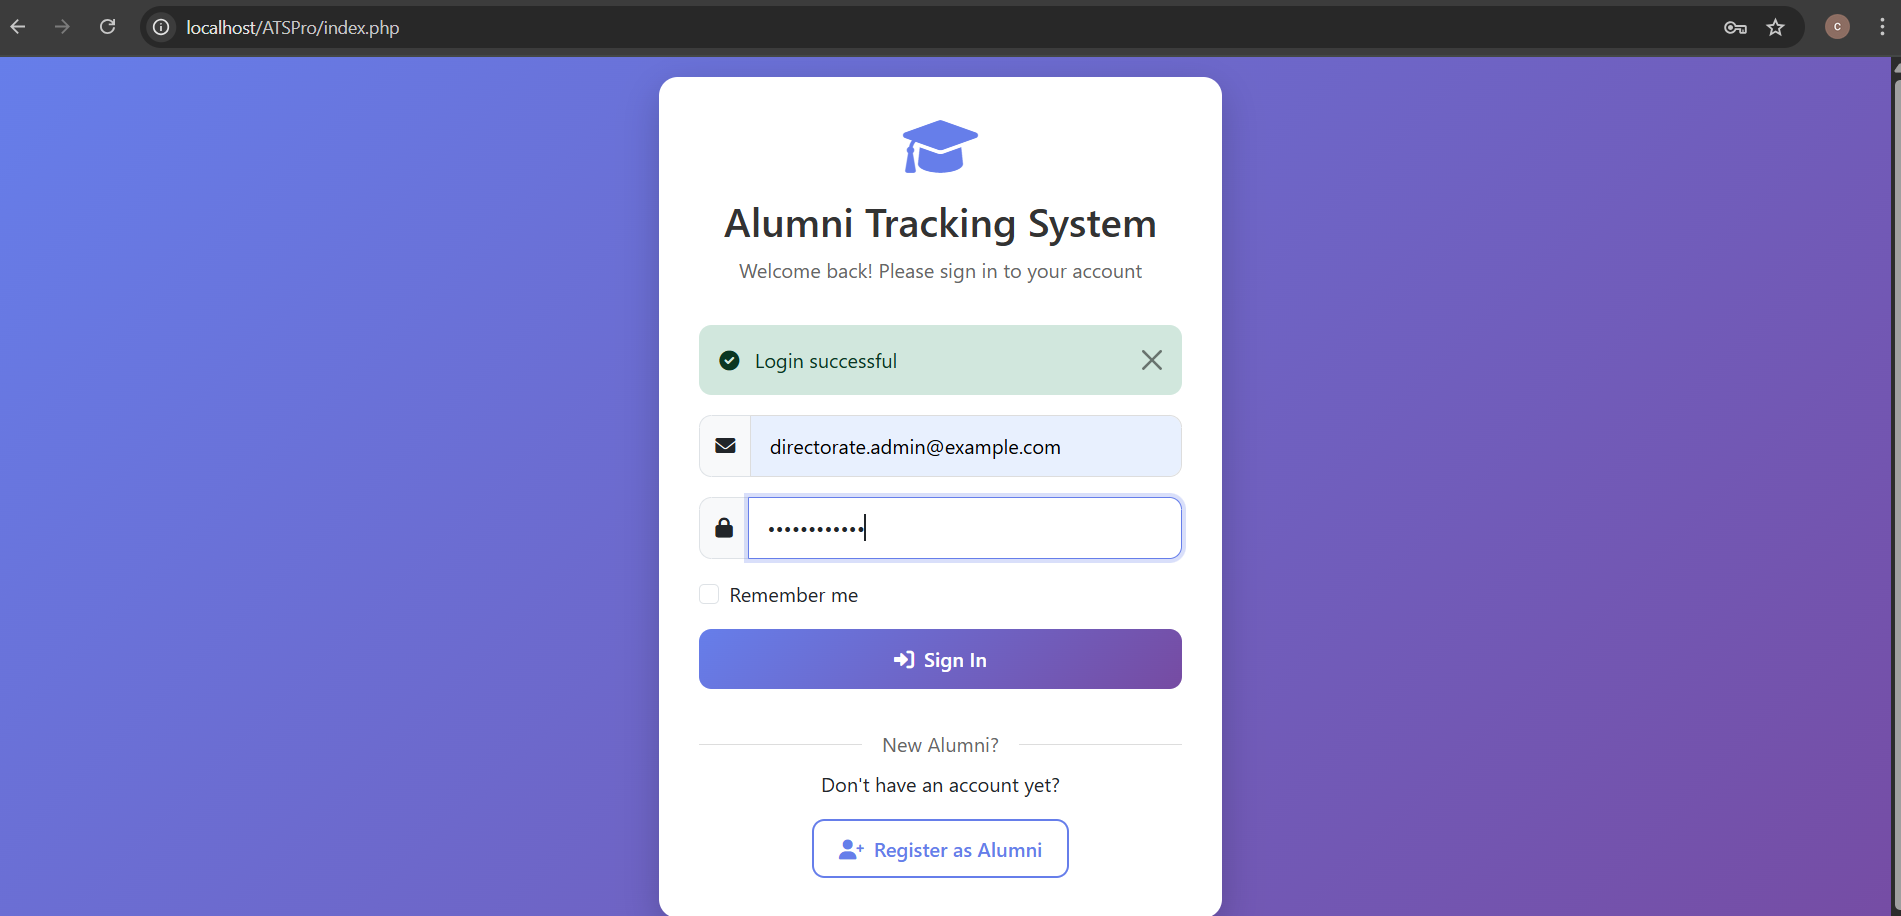 localhost/ATSPro/index.php
C
Alumni Tracking System
Welcome back! Please sign in to your account
Login successful
directorate.admin@example.com
••••••••••••
Remember me
Sign In
New Alumni?
Don't have an account yet?
Register as Alumni